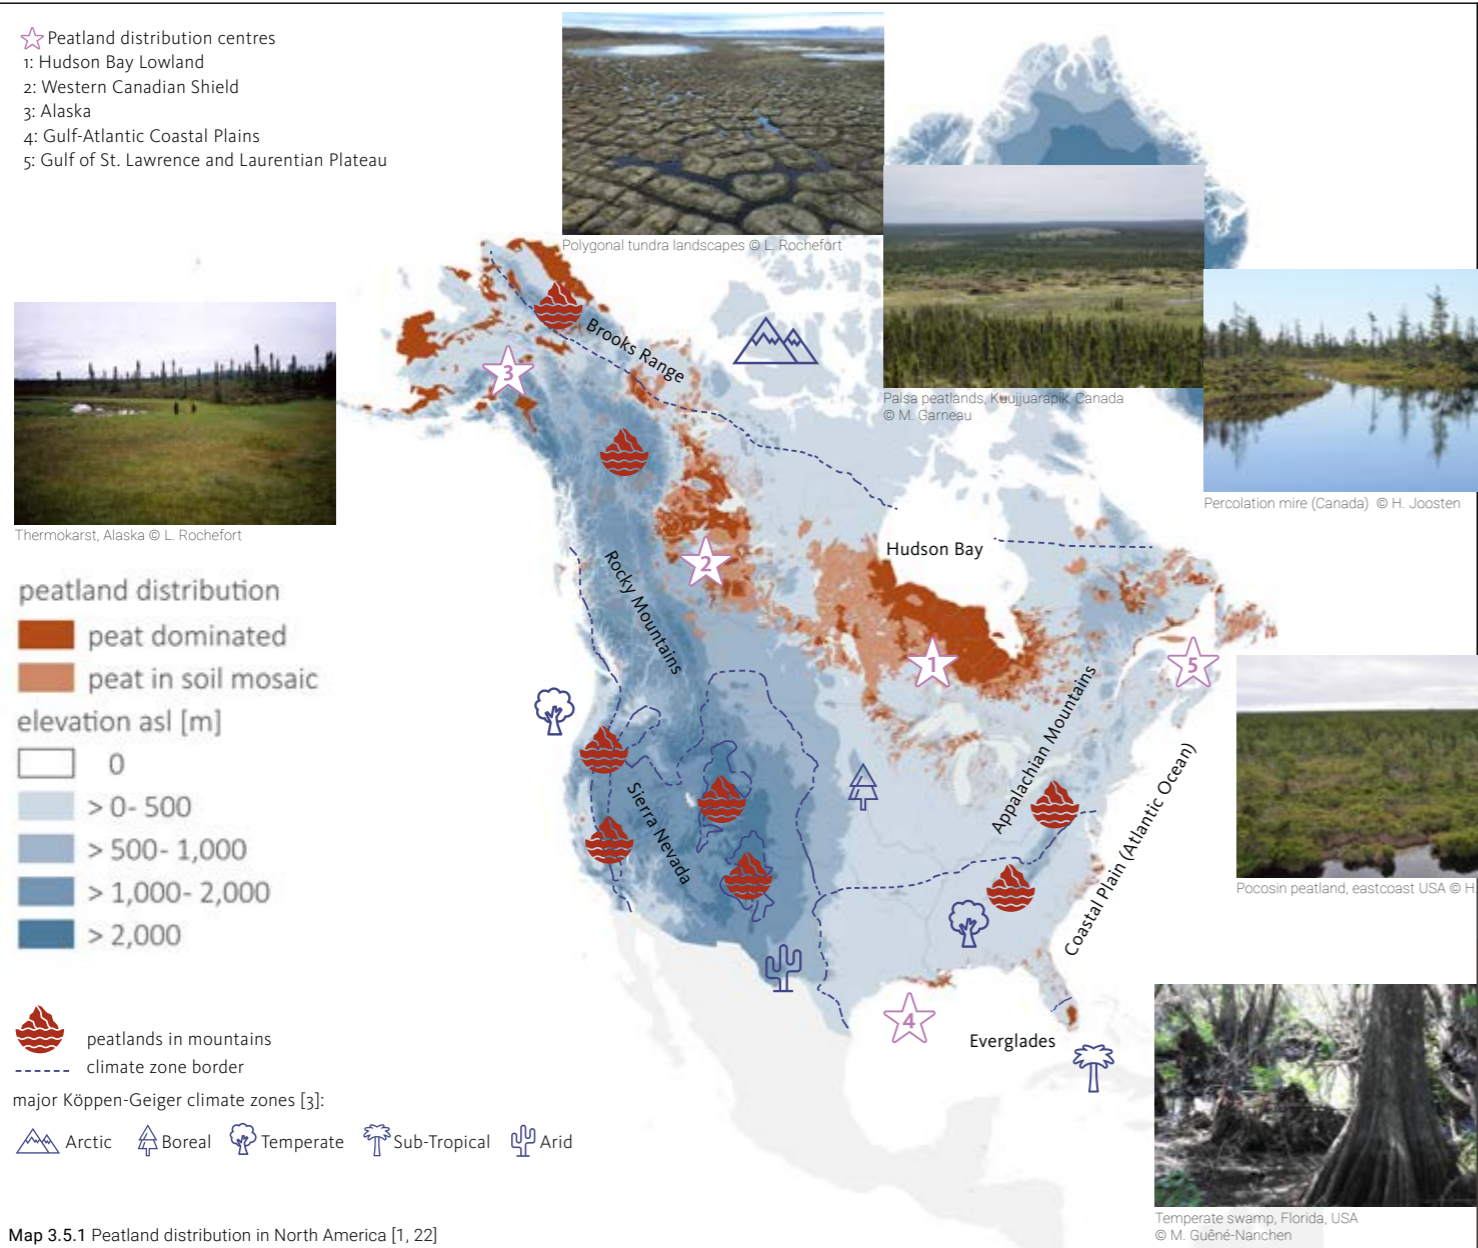 Peatland distribution centres
1: Hudson Bay Lowland
2: Western Canadian Shield
3: Alaska
4: Gulf-Atlantic Coastal Plains
5: Gulf of St. Lawrence and Laurentian Plateau
Polygonal tundra landscapes © L. Rochefort
Palsa peatlands, Kuujjuarapik, Canada
© M. Garneau
Percolation mire (Canada) © H. Joosten
Thermokarst, Alaska © L. Rochefort
Brooks Range
3
Rocky Mountains
2
Hudson Bay
1
5
Sierra Nevada
Appalachian Mountains
Coastal Plain (Atlantic Ocean)
4
Everglades
Pocosin peatland, eastcoast USA © H.
Temperate swamp, Florida, USA
© M. Guêné-Nanchen
peatland distribution
peat dominated
peat in soil mosaic
elevation asl [m]
0
> 0- 500
> 500- 1,000
> 1,000- 2,000
> 2,000
peatlands in mountains
climate zone border
major Köppen-Geiger climate zones [3]:
Arctic Boreal Temperate Sub-Tropical Arid
Map 3.5.1 Peatland distribution in North America [1, 22]